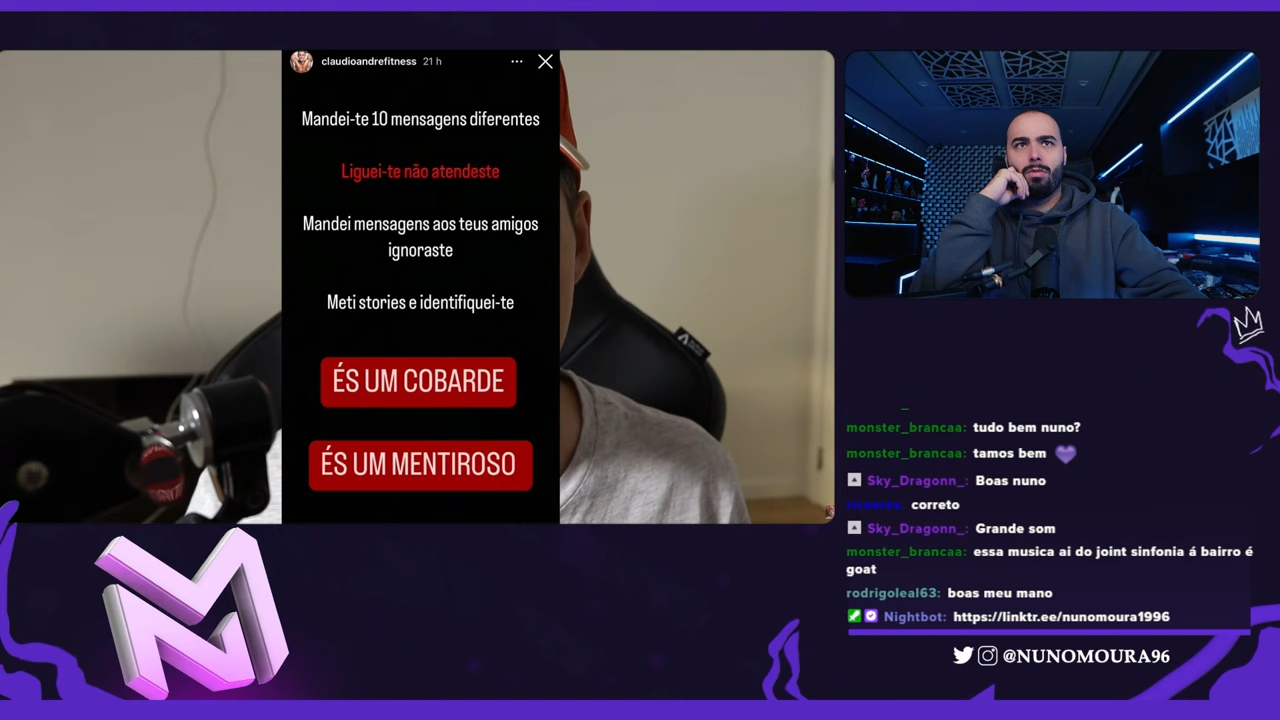 claudioandrefitness 21 h
Mandei-te 10 mensagens diferentes
Liguei-te não atendeste
Mandei mensagens aos teus amigos
ignoraste
Meti stories e identifiquei-te
ÉS UM COBARDE
ÉS UM MENTIROSO
monster_brancaa: tudo bem nuno?
monster_brancaa: tamos bem
Sky_Dragonn_: Boas nuno
correto
Sky_Dragonn_: Grande som
monster_brancaa: essa musica ai do joint sinfonia á bairro é
goat
rodrigoleal63: boas meu mano
Nightbot: https://linktr.ee/nunomoura1996
@NUNOMOURA96